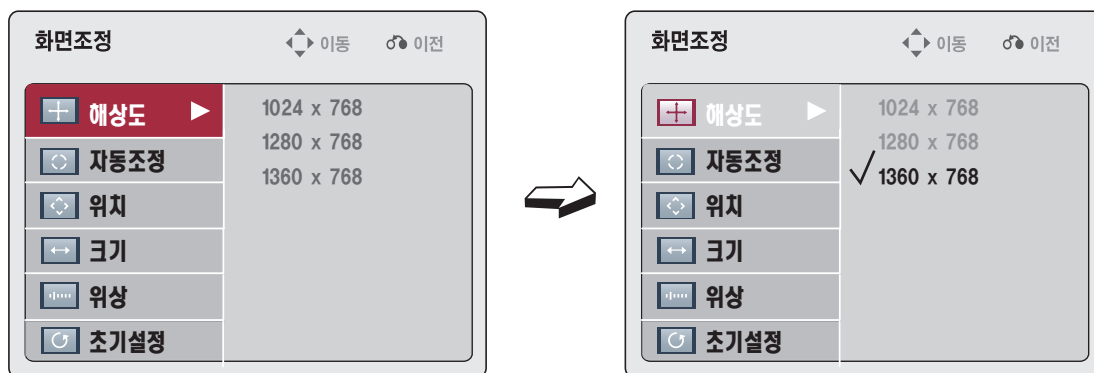 화면조정 이동 이전
해상도 1024 x 768
1280 x 768
자동조정
1360 x 768
위치
크기
위상
초기설정
화면조정 이동 이전
해상도 1024 x 768
1280 x 768
자동조정
1360 x 768
위치
크기
위상
초기설정